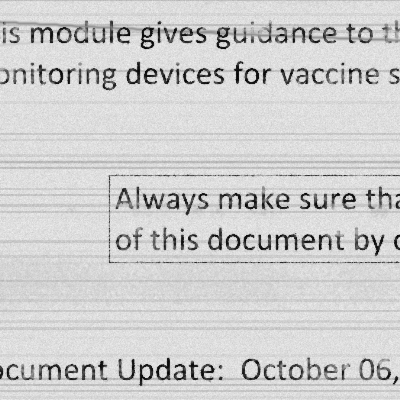 is module gives guidance to th
onitoring devices for vaccine s
Always make sure tha
of this document by c
ocument Update: October 06,